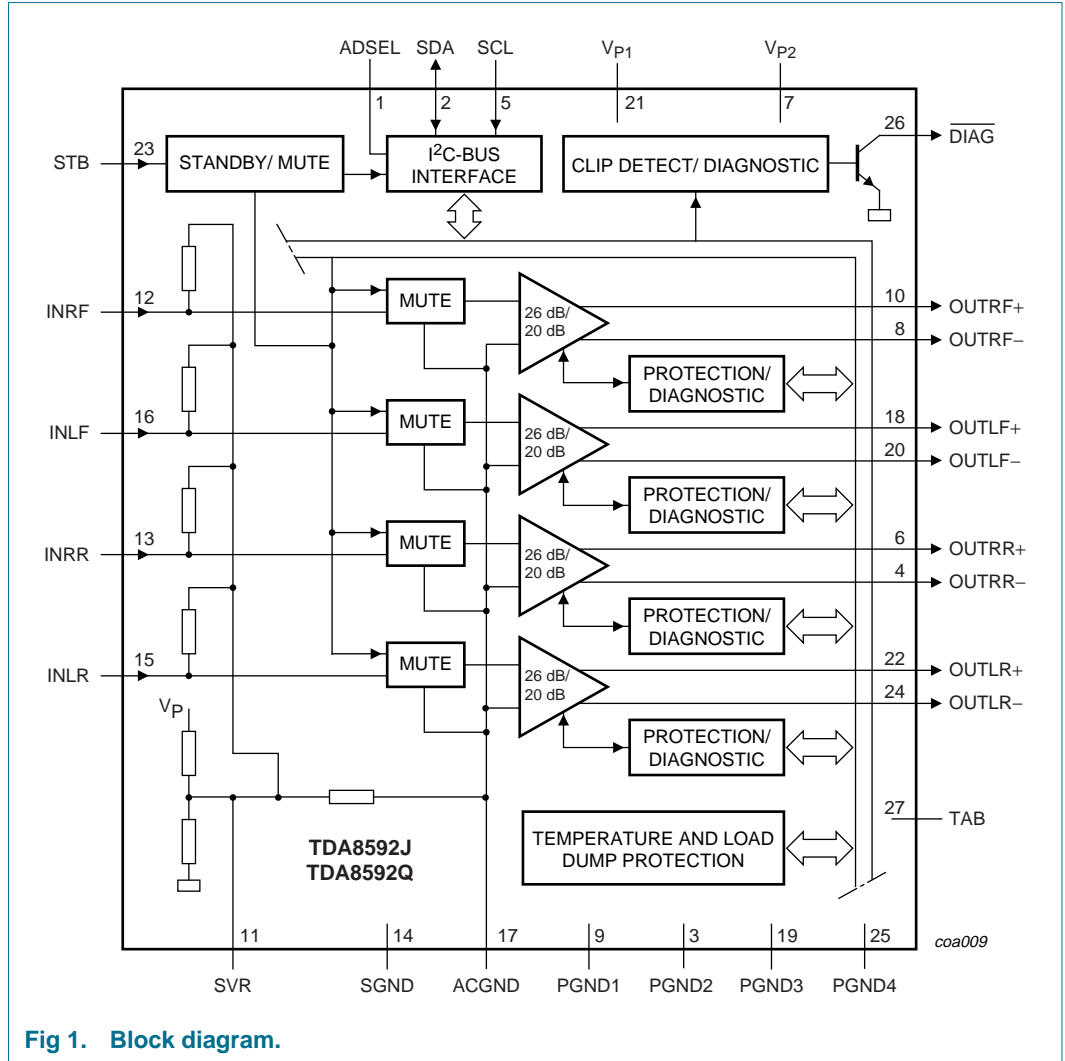 ADSEL SDA SCL VP1 VP2
1 2 5 21 7
26 DIAG
STB 23 STANDBY/ MUTE
I2C-BUS
INTERFACE
CLIP DETECT/ DIAGNOSTIC
INRF 12
MUTE
26 dB/
20 dB
10 OUTRF+
8 OUTRF−
PROTECTION/
DIAGNOSTIC
INLF 16
MUTE
26 dB/
20 dB
18 OUTLF+
20 OUTLF−
PROTECTION/
DIAGNOSTIC
INRR 13
MUTE
26 dB/
20 dB
6 OUTRR+
4 OUTRR−
PROTECTION/
DIAGNOSTIC
INLR 15
MUTE
26 dB/
20 dB
22 OUTLR+
24 OUTLR−
VP
PROTECTION/
DIAGNOSTIC
27 TAB
TDA8592J
TDA8592Q
TEMPERATURE AND LOAD
DUMP PROTECTION
11 14 17 9 3 19 25
coa009
SVR SGND ACGND PGND1 PGND2 PGND3 PGND4
Fig 1. Block diagram.